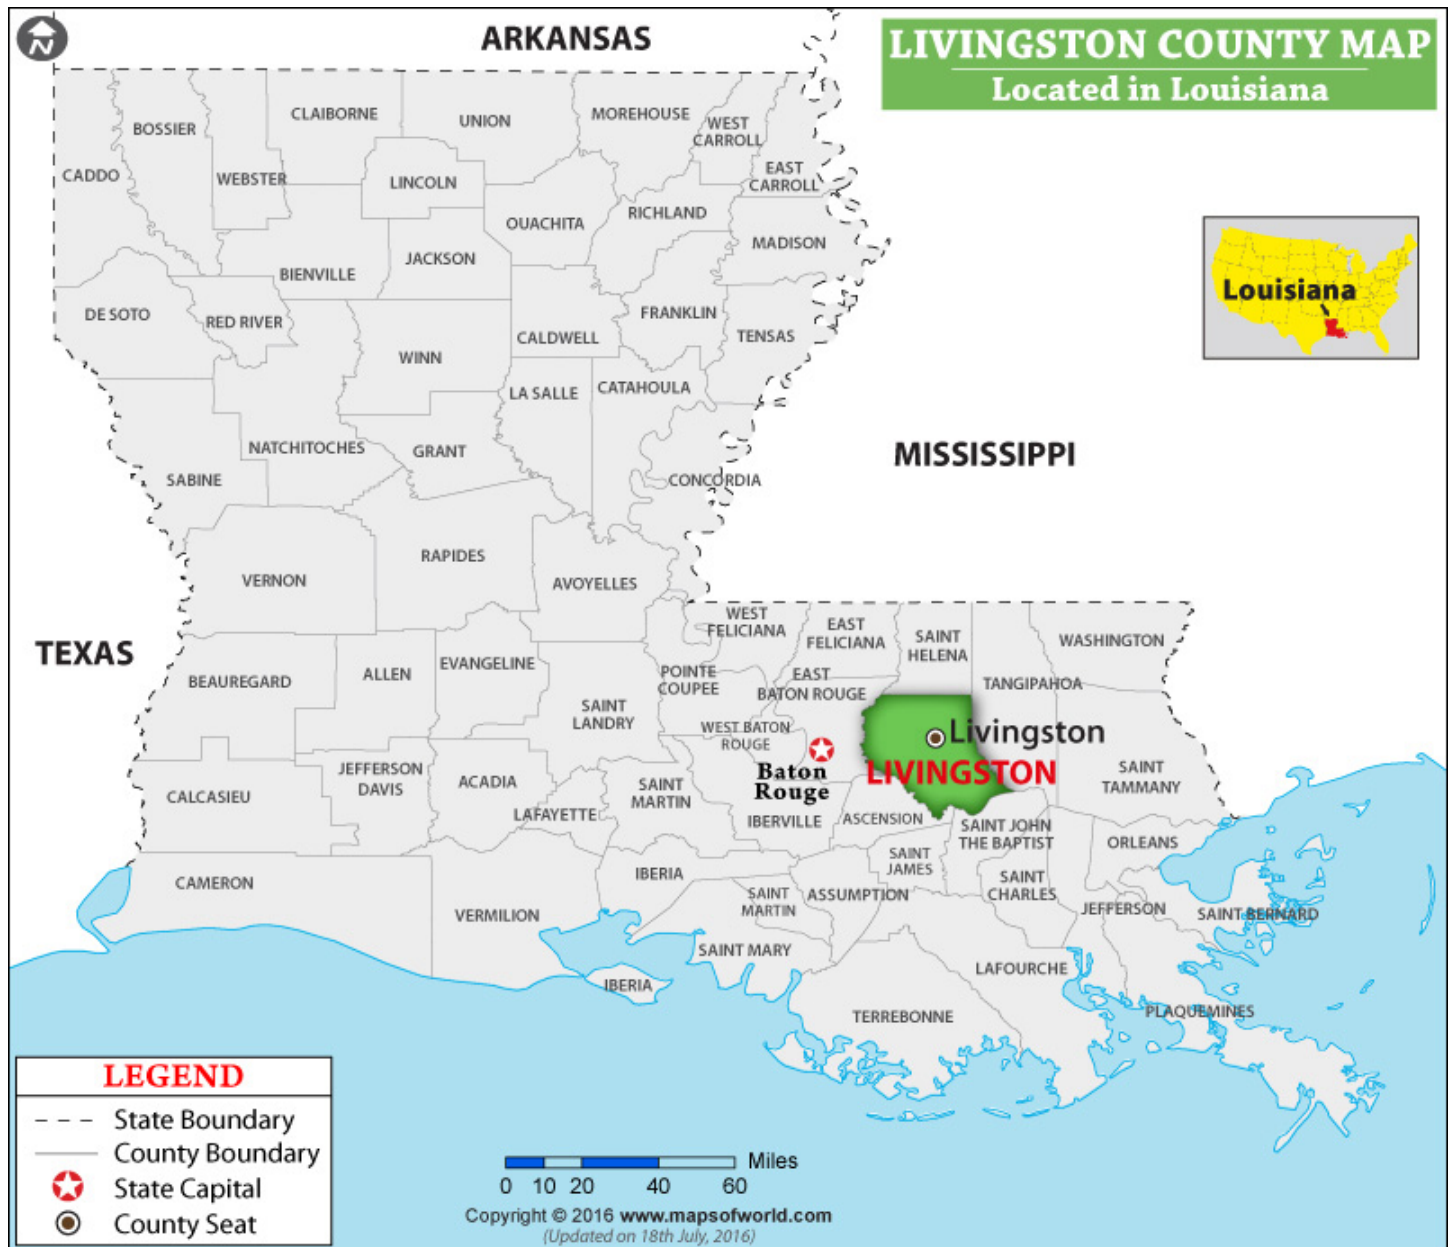 N
ARKANSAS
LIVINGSTON COUNTY MAP
Located in Louisiana
CADDO
BOSSIER
WEBSTER
CLAIBORNE
LINCOLN
UNION
MOREHOUSE
WEST
CARROLL
EAST
CARROLL
OUACHITA
RICHLAND
MADISON
BIENVILLE
JACKSON
DE SOTO
RED RIVER
WINN
CALDWELL
FRANKLIN
TENSAS
Louisiana
NATCHITOCHES
GRANT
LA SALLE
CATAHOULA
SABINE
CONCORDIA
MISSISSIPPI
VERNON
RAPIDES
AVOYELLES
TEXAS
BEAUREGARD
ALLEN
EVANGELINE
SAINT
LANDRY
POINTE
COUPEE
WEST
FELICIANA
EAST
FELICIANA
SAINT
HELENA
TANGIPAHOA
WASHINGTON
EAST
BATON ROUGE
WEST BATON
ROUGE
Baton
Rouge
Livingston
LIVINGSTON
SAINT
TAMMANY
CALCASIEU
JEFFERSON
DAVIS
ACADIA
LAFAYETTE
SAINT
MARTIN
IBERVILLE
ASCENSION
SAINT JOHN
THE BAPTIST
ORLEANS
CAMERON
VERMILION
IBERIA
SAINT
MARTIN
ASSUMPTION
SAINT
JAMES
SAINT
CHARLES
JEFFERSON
SAINT BERNARD
SAINT MARY
IBERIA
LAFOURCHE
TERREBONNE
PLAQUEMINES
LEGEND
State Boundary
County Boundary
State Capital
County Seat
Miles
0 10 20 40 60
Copyright © 2016 www.mapsofworld.com
(Updated on 18th July, 2016)